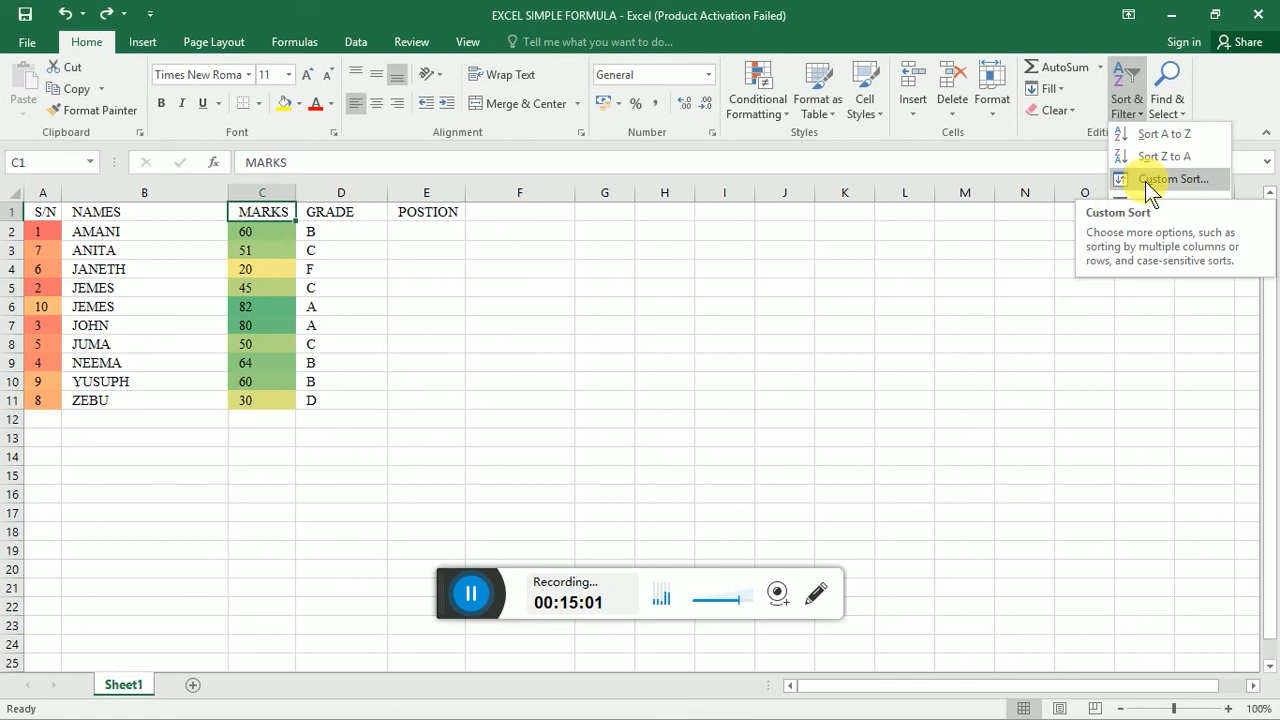 EXCEL SIMPLE FORMULA - Excel (Product Activation Failed)
File Home Insert Page Layout Formulas Data Review View Tell me what you want to do... Sign in Share
Paste
Cut
Copy
Format Painter
Clipboard
Times New Roma 11
B I U
Font
Wrap Text
Merge & Center
Alignment
General
Number
Conditional Formatting
Format as Table
Cell Styles
Styles
Insert Delete Format
Cells
AutoSum
Fill
Clear
Sort & Filter
Find & Select
Sort A to Z
Sort Z to A
Custom Sort...
Custom Sort
Choose more options, such as
sorting by multiple columns or
rows, and case-sensitive sorts.
C1 fx MARKS
A B C D E F G H I J K L M N O
1 S/N NAMES MARKS GRADE POSTION
2 1 AMANI 60 B
3 7 ANITA 51 C
4 6 JANETH 20 F
5 2 JEMES 45 C
6 10 JEMES 82 A
7 3 JOHN 80 A
8 5 JUMA 50 C
9 4 NEEMA 64 B
10 9 YUSUPH 60 B
11 8 ZEBU 30 D
12
13
14
15
16
17
18
19
20
21
22
23
24
25
Recording...
00:15:01
Sheet1
Ready 100%